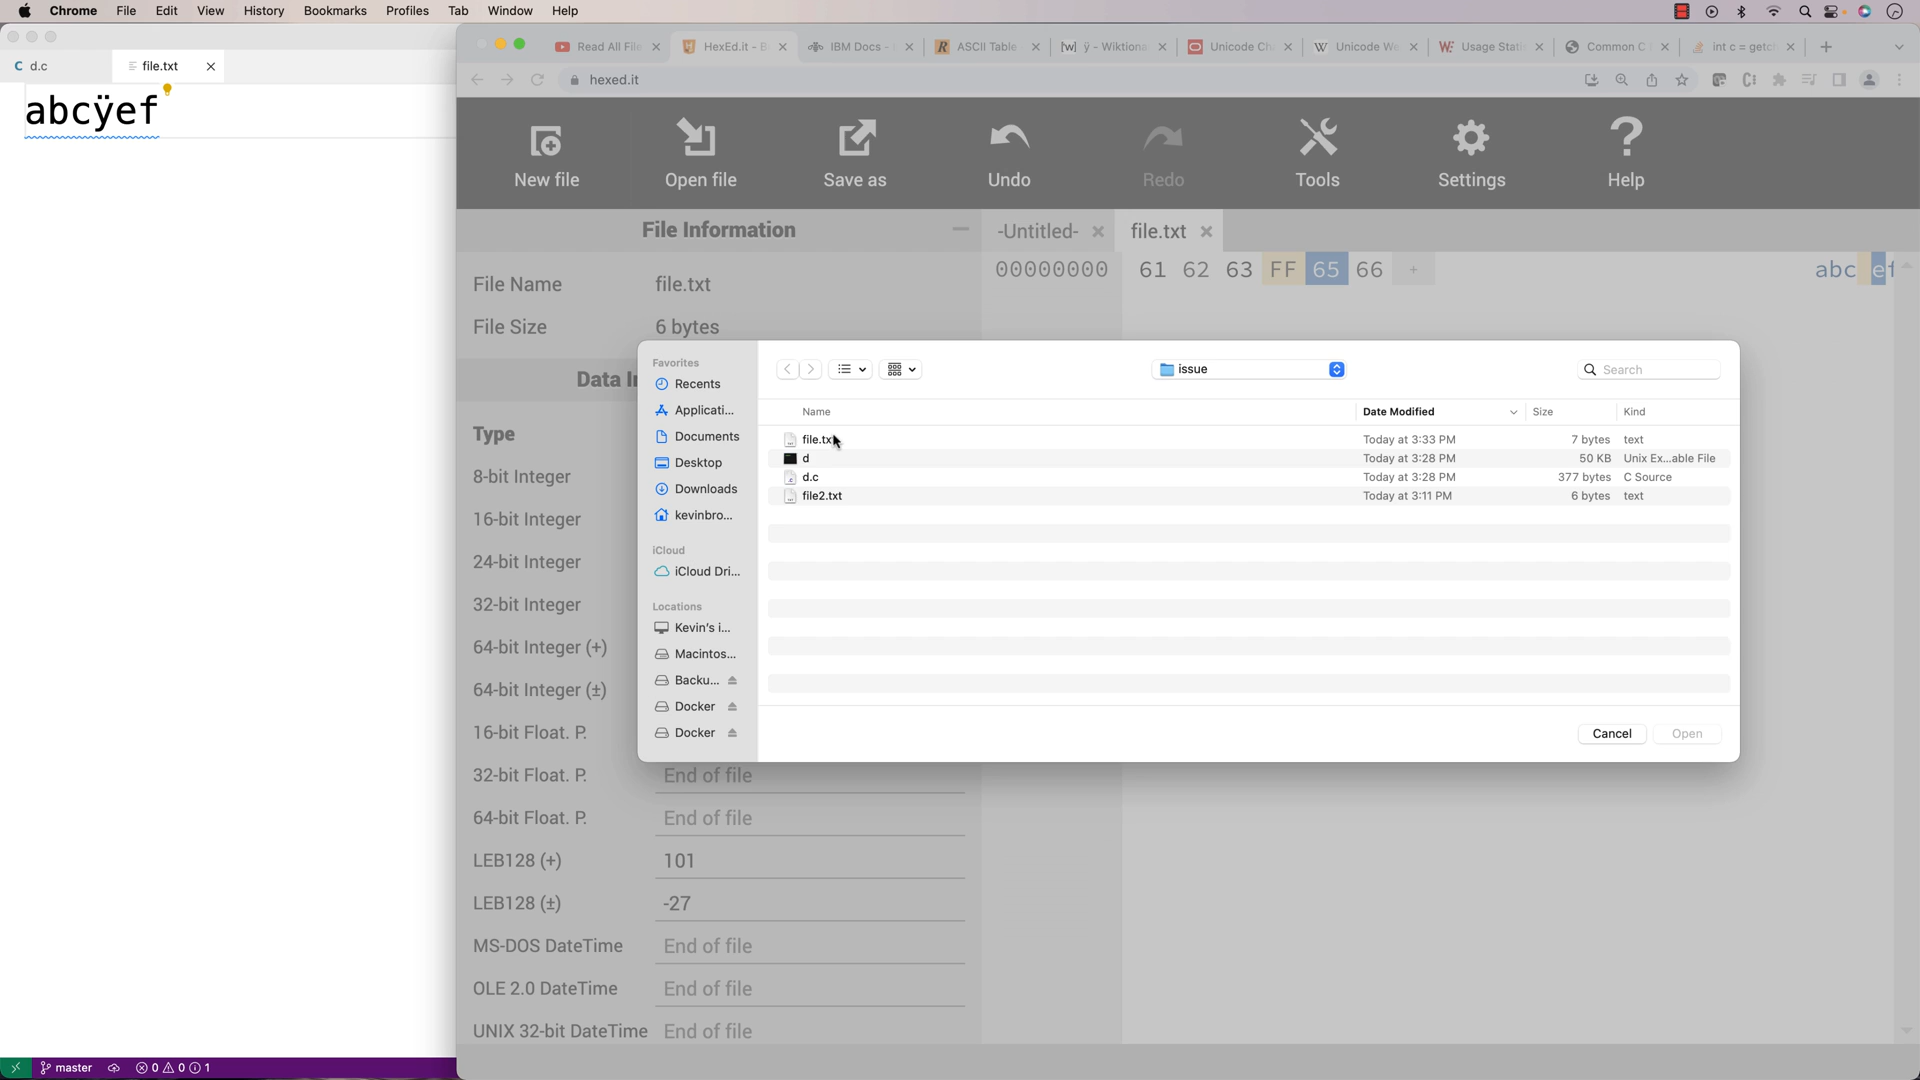 Chrome File Edit View History Bookmarks Profiles Tab Window Help
d.c
file.txt
abcÿef
master 0 0 1
Read All File
HexEd.it - B
IBM Docs -
ASCII Table
ÿ - Wiktiona
Unicode Ch
Unicode We
Usage Stati
Common C
int c = getc
hexed.it
New file
Open file
Save as
Undo
Redo
Tools
Settings
Help
File Information
-Untitled-
file.txt
File Name file.txt
File Size 6 bytes
00000000 61 62 63 FF 65 66 + abc ef
Data In
Type
8-bit Integer
16-bit Integer
24-bit Integer
32-bit Integer
64-bit Integer (+)
64-bit Integer (±)
16-bit Float. P.
32-bit Float. P. End of file
64-bit Float. P. End of file
LEB128 (+) 101
LEB128 (±) -27
MS-DOS DateTime End of file
OLE 2.0 DateTime End of file
UNIX 32-bit DateTime End of file
Favorites
Recents
Applicati...
Documents
Desktop
Downloads
kevinbro...
iCloud
iCloud Dri...
Locations
Kevin's i...
Macintos...
Backu...
Docker
Docker
issue
Search
Name Date Modified Size Kind
file.txt Today at 3:33 PM 7 bytes text
d Today at 3:28 PM 50 KB Unix Ex...able File
d.c Today at 3:28 PM 377 bytes C Source
file2.txt Today at 3:11 PM 6 bytes text
Cancel
Open